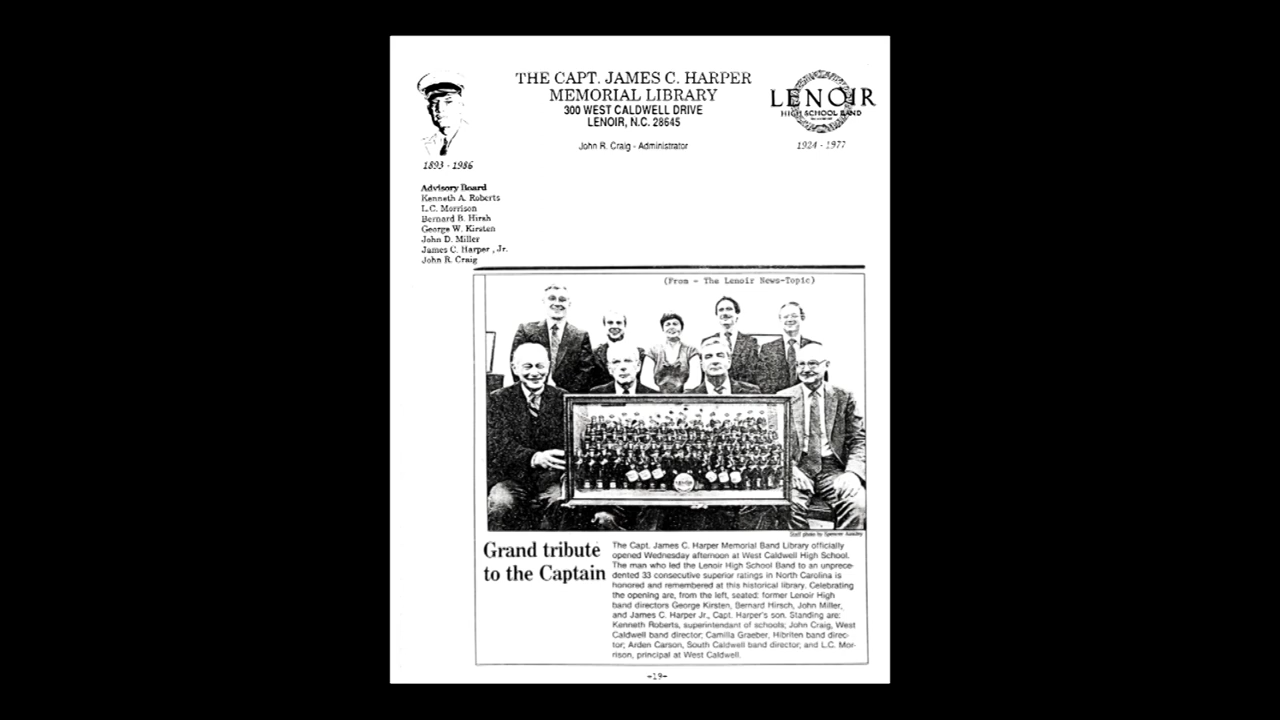 THE CAPT. JAMES C. HARPER
MEMORIAL LIBRARY
300 WEST CALDWELL DRIVE
LENOIR, N.C. 28645
John R. Craig - Administrator
1893 - 1986
LENOIR
HIGH SCHOOL BAND
1924 - 1977
Advisory Board
Kenneth A. Roberts
L.C. Morrison
Bernard B. Hirsh
George W. Kirsten
John D. Miller
James C. Harper , Jr.
John R. Craig
(From - The Lenoir News-Topic)
Staff photo by Spencer
Grand tribute
to the Captain
The Capt. James C. Harper Memorial Band Library officially
opened Wednesday afternoon at West Caldwell High School.
The man who led the Lenoir High School Band to an unprece-
dented 33 consecutive superior ratings in North Carolina is
honored and remembered at this historical library. Celebrating
the opening are, from the left, seated: former Lenoir High
band directors George Kirsten, Bernard Hirsch, John Miller,
and James C. Harper Jr., Capt. Harper's son. Standing are:
Kenneth Roberts, superintendant of schools; John Craig, West
Caldwell band director; Camilla Graeber, Hibriten band direc-
tor; Arden Carson, South Caldwell band director; and L.C. Mor-
rison, principal at West Caldwell.
-19-